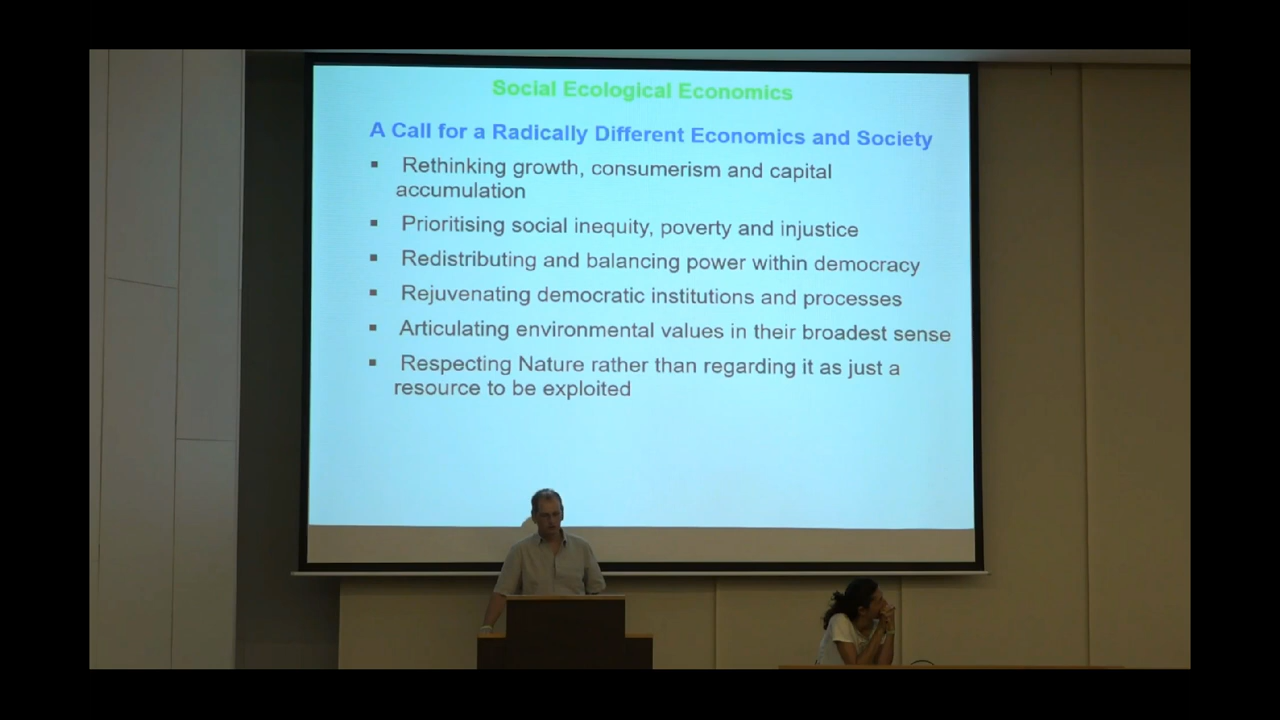 Social Ecological Economics
A Call for a Radically Different Economics and Society
▪ Rethinking growth, consumerism and capital
accumulation
▪ Prioritising social inequity, poverty and injustice
▪ Redistributing and balancing power within democracy
▪ Rejuvenating democratic institutions and processes
▪ Articulating environmental values in their broadest sense
▪ Respecting Nature rather than regarding it as just a
resource to be exploited